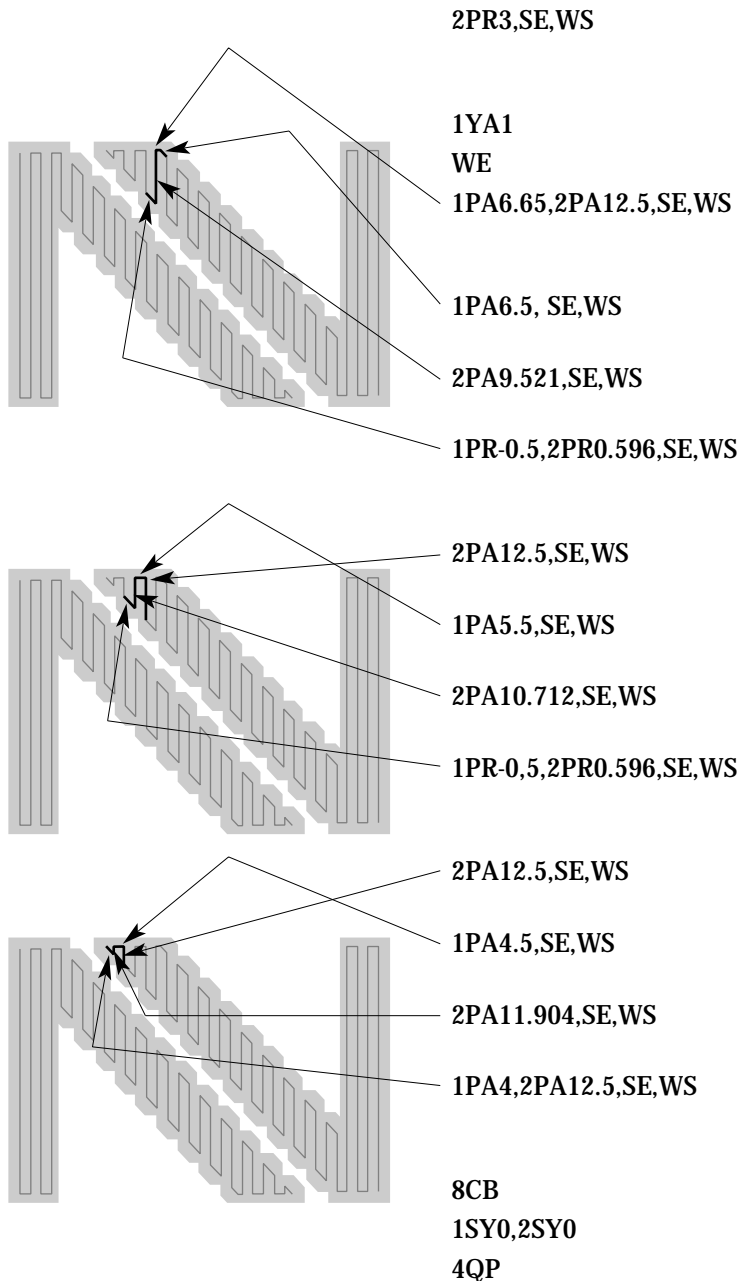 2PR3,SE,WS
1YA1
WE
1PA6.65,2PA12.5,SE,WS
1PA6.5, SE,WS
2PA9.521,SE,WS
1PR-0.5,2PR0.596,SE,WS
2PA12.5,SE,WS
1PA5.5,SE,WS
2PA10.712,SE,WS
1PR-0,5,2PR0.596,SE,WS
2PA12.5,SE,WS
1PA4.5,SE,WS
2PA11.904,SE,WS
1PA4,2PA12.5,SE,WS
8CB
1SY0,2SY0
4QP